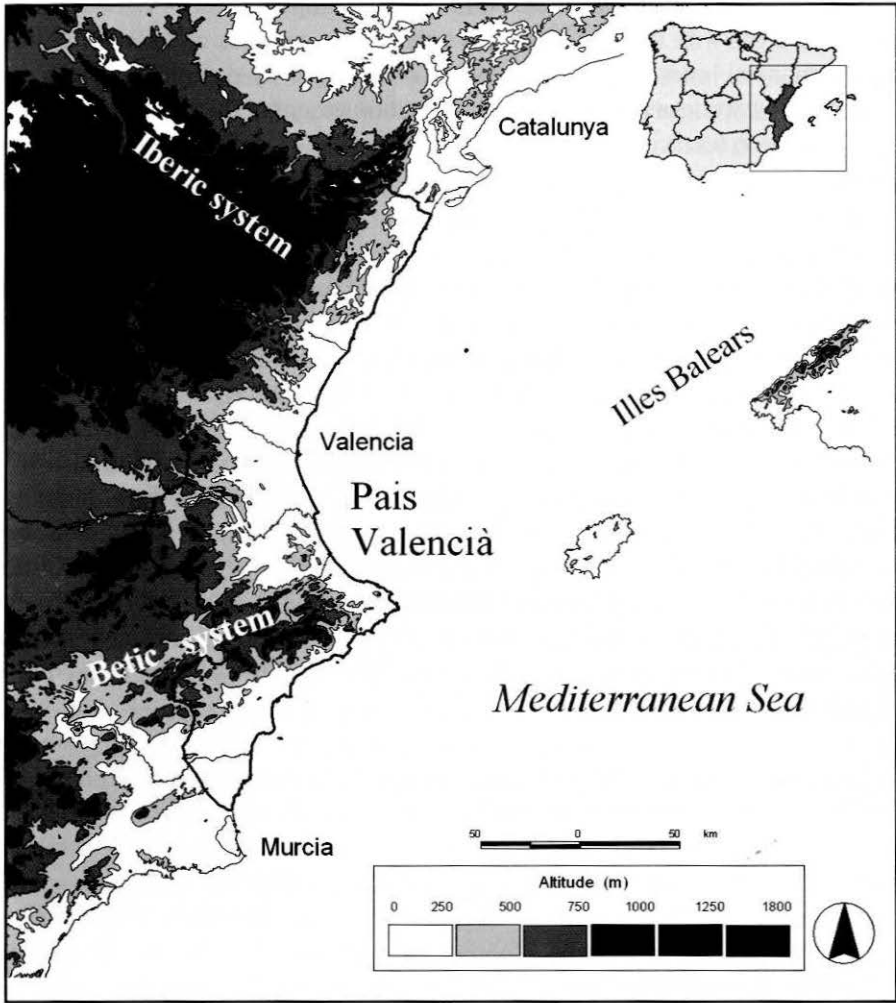 Catalunya
Iberic system
Illes Balears
Valencia
Pais
Valencià
Betic system
Mediterranean Sea
Murcia
50 0 50 km
Altitude (m)
0 250 500 750 1000 1250 1800